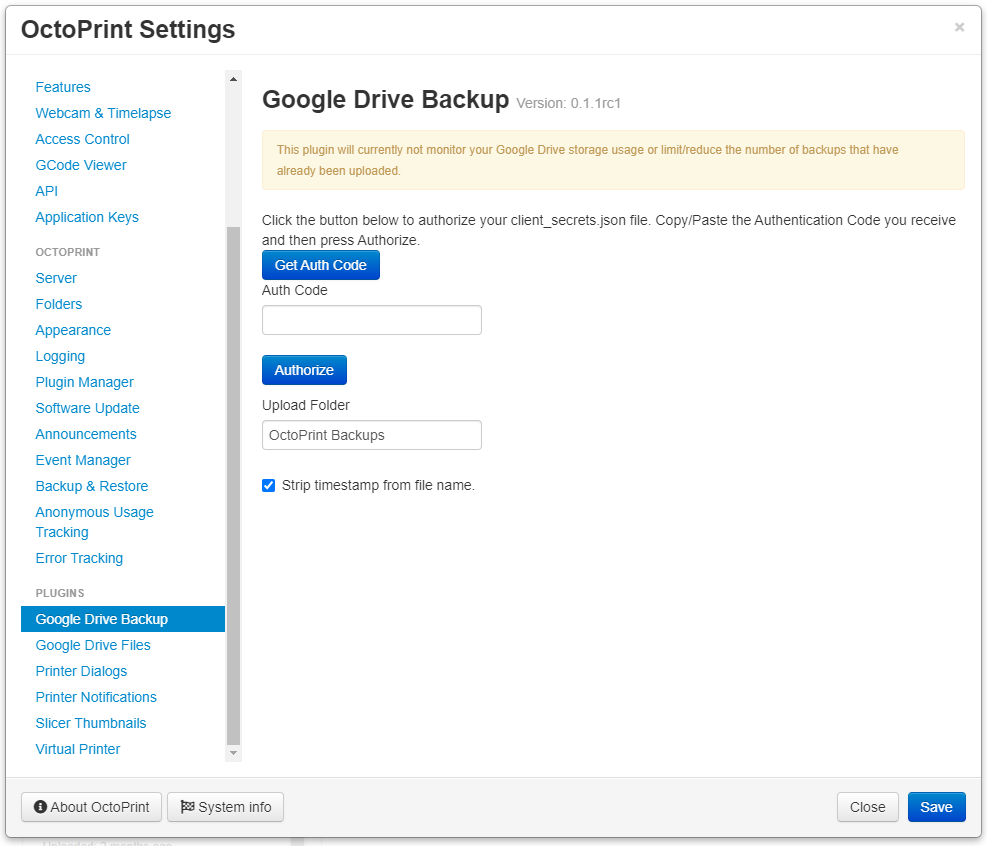 OctoPrint Settings
×
Features
Webcam & Timelapse
Access Control
GCode Viewer
API
Application Keys
OCTOPRINT
Server
Folders
Appearance
Logging
Plugin Manager
Software Update
Announcements
Event Manager
Backup & Restore
Anonymous Usage
Tracking
Error Tracking
PLUGINS
Google Drive Backup
Google Drive Files
Printer Dialogs
Printer Notifications
Slicer Thumbnails
Virtual Printer
Google Drive Backup Version: 0.1.1rc1
This plugin will currently not monitor your Google Drive storage usage or limit/reduce the number of backups that have
already been uploaded.
Click the button below to authorize your client_secrets.json file. Copy/Paste the Authentication Code you receive
and then press Authorize.
Get Auth Code
Auth Code
Authorize
Upload Folder
OctoPrint Backups
Strip timestamp from file name.
About OctoPrint
System info
Close
Save